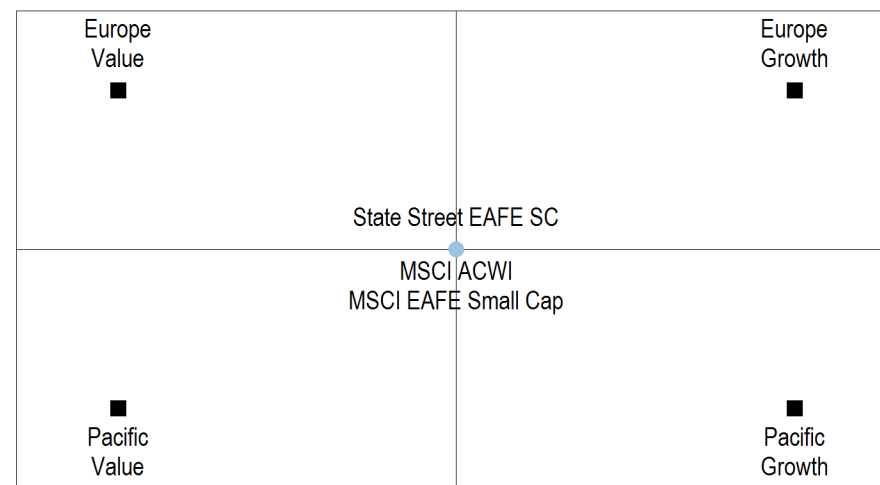 Europe
Value
Europe
Growth
State Street EAFE SC
MSCI ACWI
MSCI EAFE Small Cap
Pacific
Value
Pacific
Growth